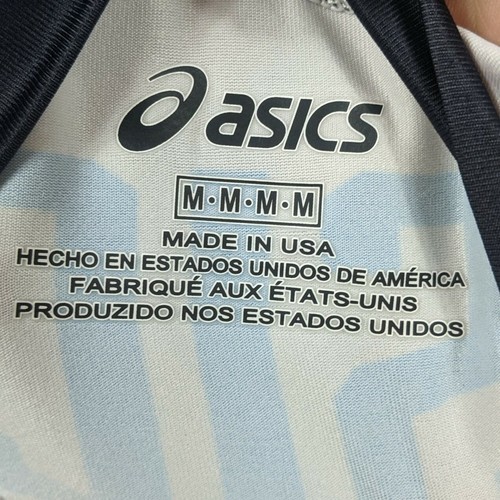 asics
M·M·M·M
MADE IN USA
HECHO EN ESTADOS UNIDOS DE AMÉRICA
FABRIQUÉ AUX ÉTATS-UNIS
PRODUZIDO NOS ESTADOS UNIDOS